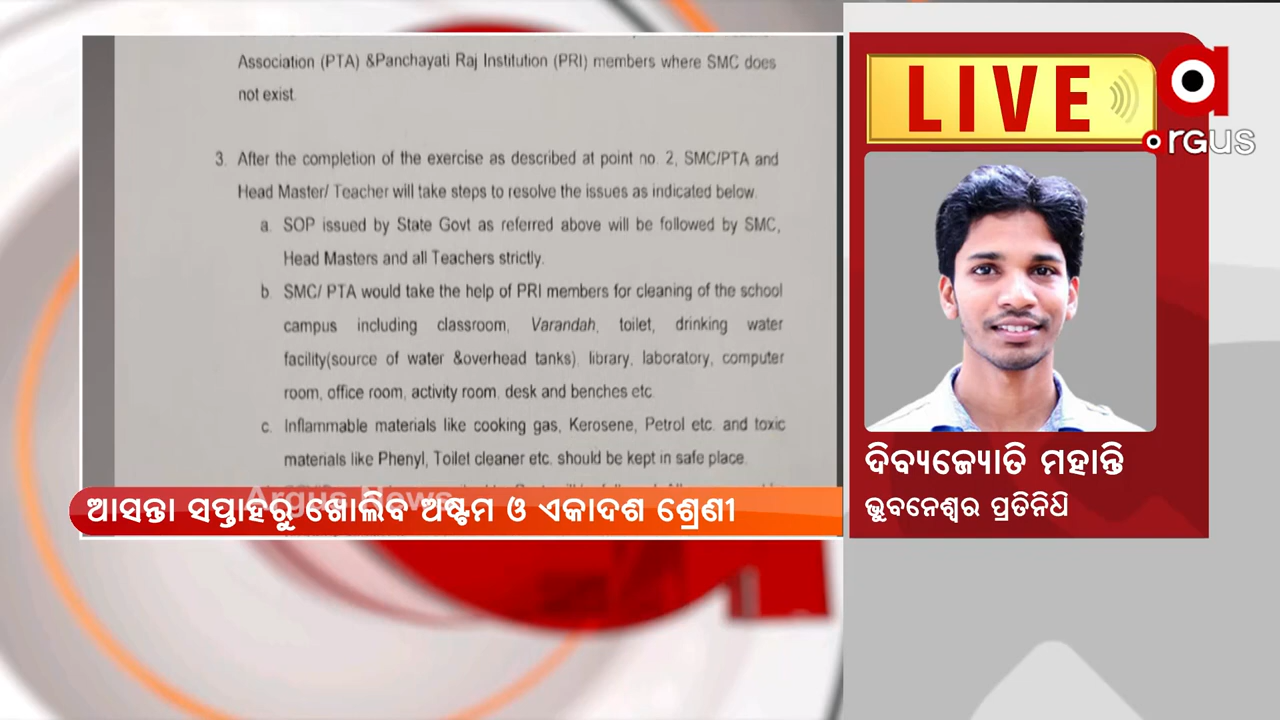 Association (PTA) &Panchayati Raj Institution (PRI) members where SMC does
not exist.
3. After the completion of the exercise as described at point no. 2, SMC/PTA and
Head Master/ Teacher will take steps to resolve the issues as indicated below.
a. SOP issued by State Govt as referred above will be followed by SMC,
Head Masters and all Teachers strictly.
b. SMC/ PTA would take the help of PRI members for cleaning of the school
campus including classroom, Varandah, toilet, drinking water
facility(source of water &overhead tanks), library, laboratory, computer
room, office room, activity room, desk and benches etc.
c. Inflammable materials like cooking gas, Kerosene, Petrol etc. and toxic
materials like Phenyl, Toilet cleaner etc. should be kept in safe place.
Argus News
ଆସନ୍ତା ସପ୍ତାହରୁ ଖୋଲିବ ଅଷ୍ଟମ ଓ ଏକାଦଶ ଶ୍ରେଣୀ
LIVE
argus
ଦିବ୍ୟଜ୍ୟୋତି ମହାନ୍ତି
ଭୁବନେଶ୍ୱର ପ୍ରତିନିଧି